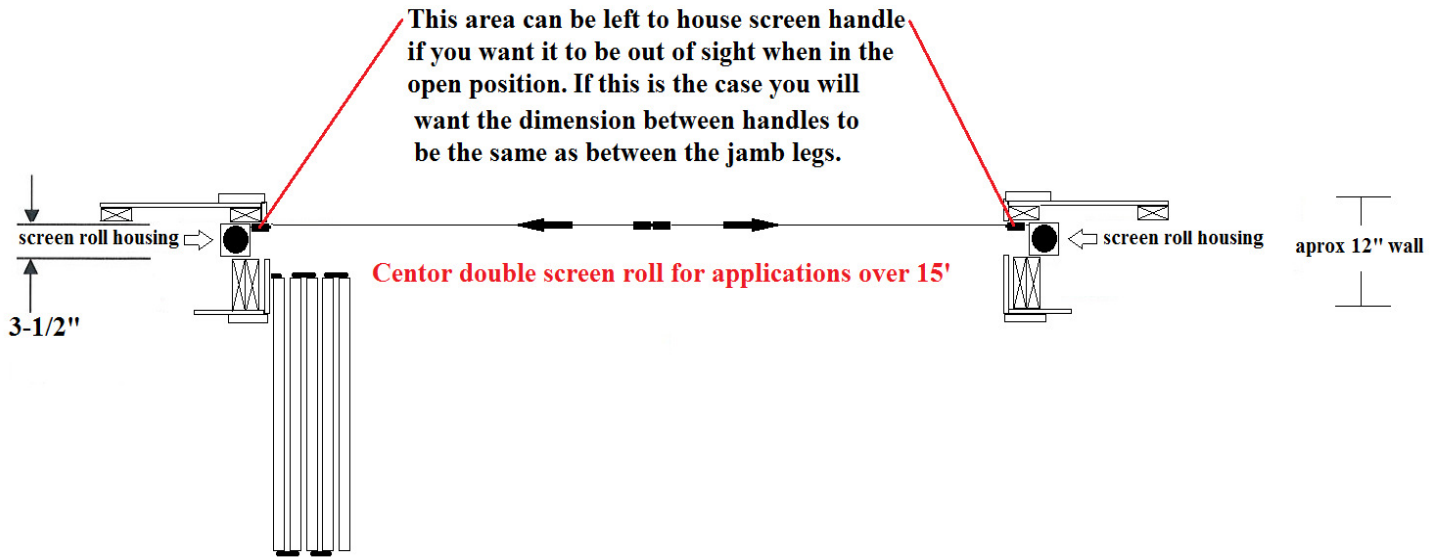 This area can be left to house screen handle
if you want it to be out of sight when in the
open position. If this is the case you will
want the dimension between handles to
be the same as between the jamb legs.
screen roll housing
screen roll housing
aprox 12" wall
Centor double screen roll for applications over 15'
3-1/2"